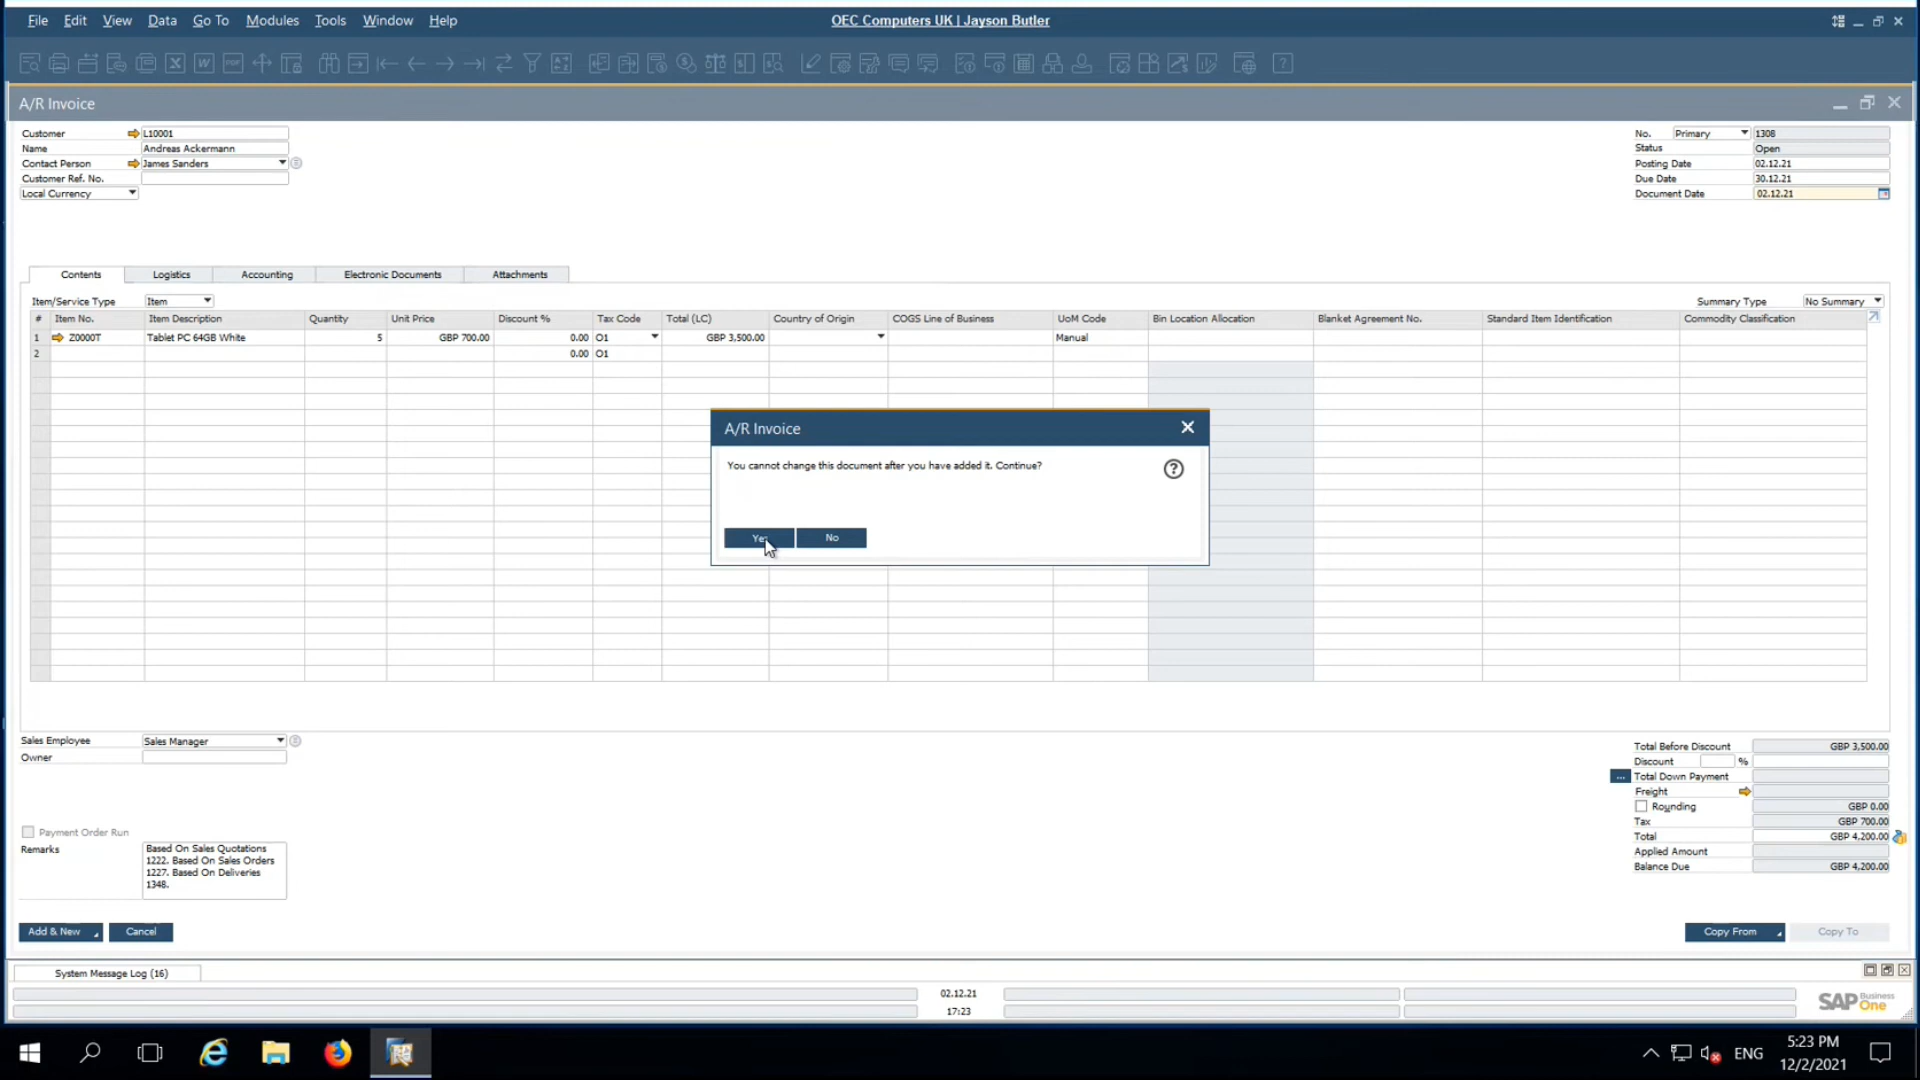 File Edit View Data Go To Modules Tools Window Help
OEC Computers UK | Jayson Butler
A/R Invoice
Customer L10001
Name Andreas Ackermann
Contact Person James Sanders
Customer Ref. No.
Local Currency
No. Primary 1308
Status Open
Posting Date 02.12.21
Due Date 30.12.21
Document Date 02.12.21
Contents Logistics Accounting Electronic Documents Attachments
Item/Service Type Item
Summary Type No Summary
# Item No. Item Description Quantity Unit Price Discount % Tax Code Total (LC) Country of Origin COGS Line of Business UoM Code Bin Location Allocation Blanket Agreement No. Standard Item Identification Commodity Classification
1 Z0000T Tablet PC 64GB White 5 GBP 700.00 0.00 O1 GBP 3,500.00 Manual
2 0.00 O1
A/R Invoice
You cannot change this document after you have added it. Continue?
Yes No
Sales Employee Sales Manager
Owner
Total Before Discount GBP 3,500.00
Discount %
... Total Down Payment
Freight
Rounding GBP 0.00
Tax GBP 700.00
Total GBP 4,200.00
Applied Amount
Balance Due GBP 4,200.00
Payment Order Run
Remarks
Based On Sales Quotations
1222. Based On Sales Orders
1227. Based On Deliveries
1348.
Add & New Cancel
Copy From Copy To
System Message Log (16)
02.12.21
17:23
SAP Business One
ENG
5:23 PM
12/2/2021